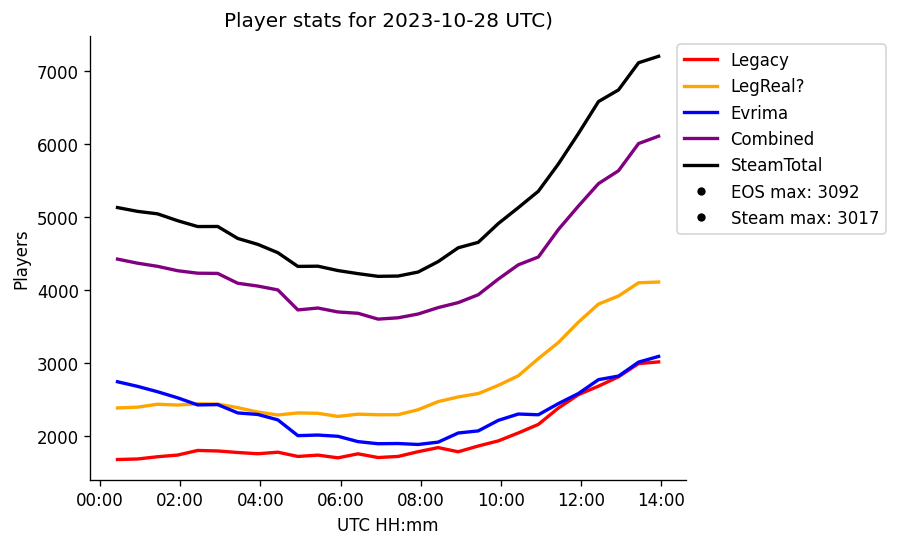 Player stats for 2023-10-28 UTC)
Players
7000
6000
5000
4000
3000
2000
00:00 02:00 04:00 06:00 08:00 10:00 12:00 14:00
UTC HH:mm
Legacy
LegReal?
Evrima
Combined
SteamTotal
EOS max: 3092
Steam max: 3017